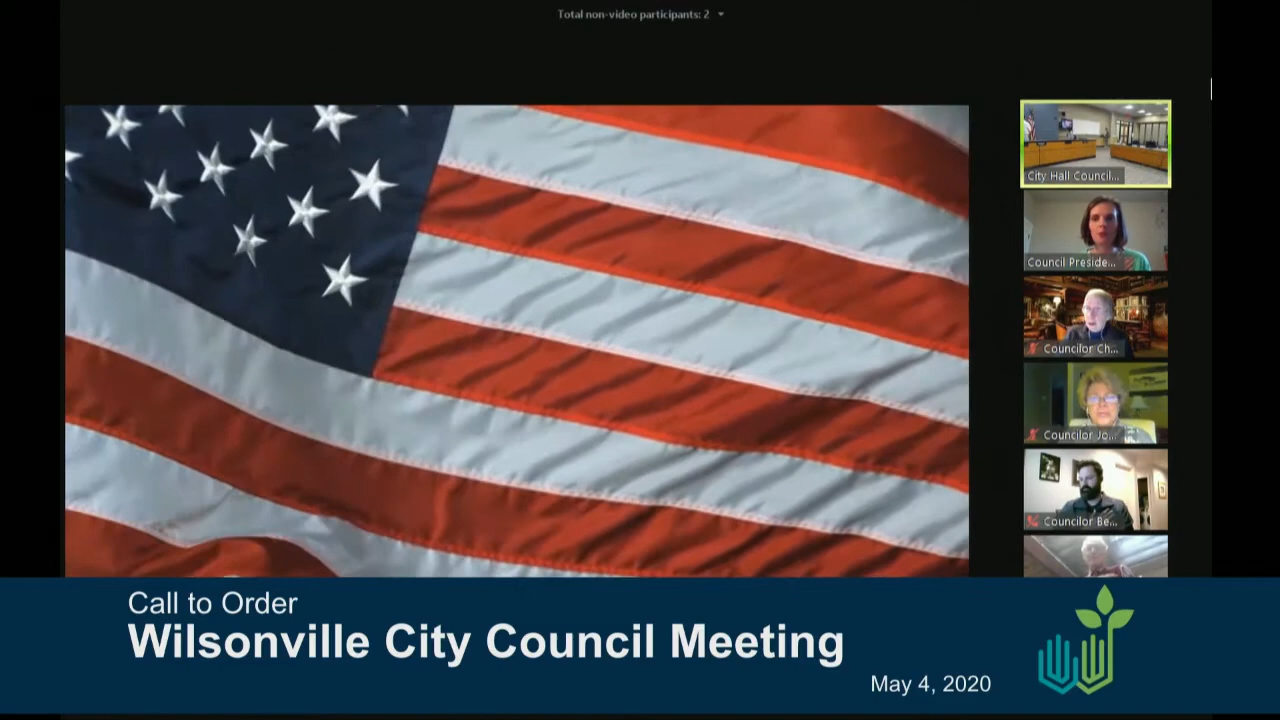 Total non-video participants: 2
City Hall Council...
Council Preside...
Councilor Ch...
Councilor Jo...
Councilor Be...
Call to Order
Wilsonville City Council Meeting
May 4, 2020